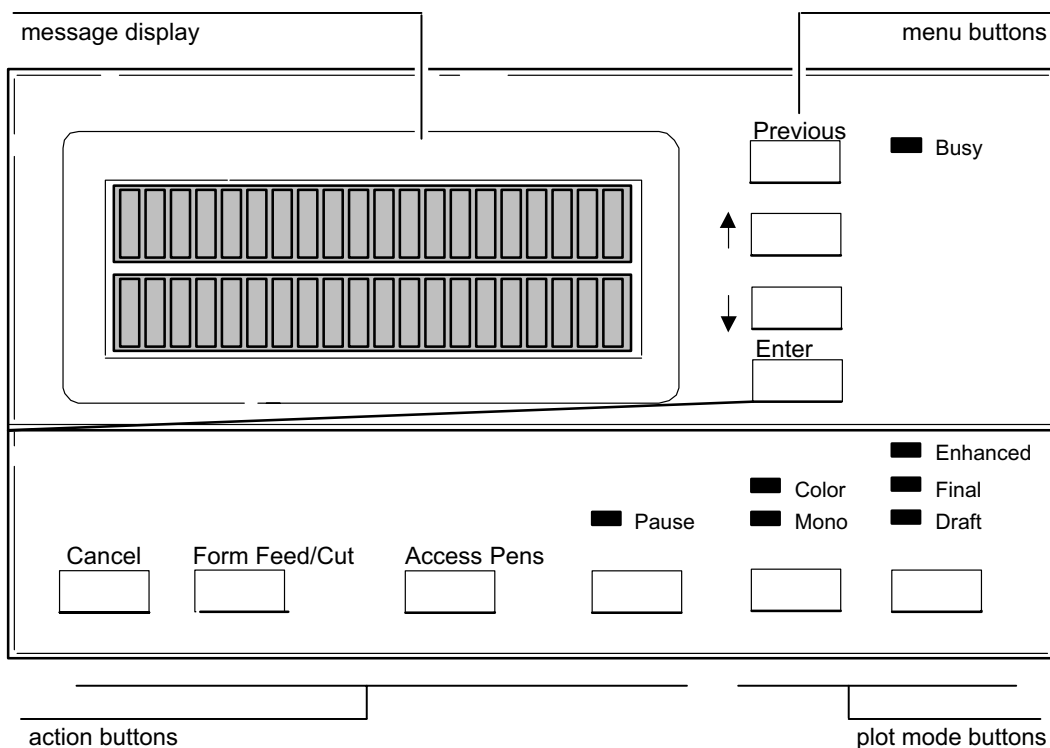 message display
menu buttons
Previous
Busy
Enter
Enhanced
Color
Final
Pause
Mono
Draft
Cancel
Form Feed/Cut
Access Pens
action buttons
plot mode buttons